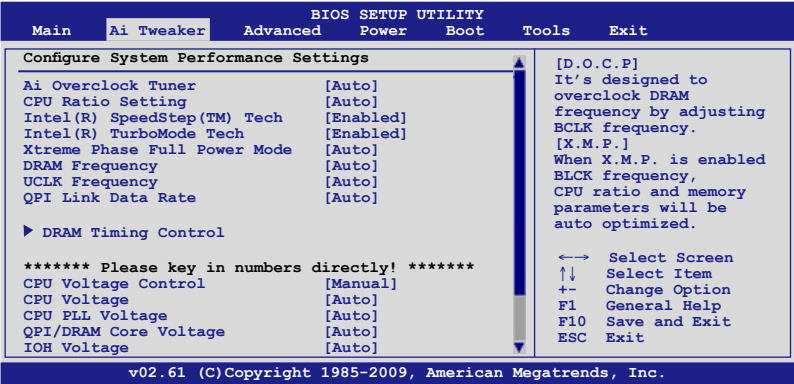 BIOS SETUP UTILITY
Main Ai Tweaker Advanced Power Boot Tools Exit
Configure System Performance Settings
Ai Overclock Tuner [Auto]
CPU Ratio Setting [Auto]
Intel(R) SpeedStep(TM) Tech [Enabled]
Intel(R) TurboMode Tech [Enabled]
Xtreme Phase Full Power Mode [Auto]
DRAM Frequency [Auto]
UCLK Frequency [Auto]
QPI Link Data Rate [Auto]
DRAM Timing Control
******* Please key in numbers directly! *******
CPU Voltage Control [Manual]
CPU Voltage [Auto]
CPU PLL Voltage [Auto]
QPI/DRAM Core Voltage [Auto]
IOH Voltage [Auto]
[D.O.C.P]
It's designed to
overclock DRAM
frequency by adjusting
BCLK frequency.
[X.M.P.]
When X.M.P. is enabled
BLCK frequency,
CPU ratio and memory
parameters will be
auto optimized.
←→ Select Screen
↑↓ Select Item
+- Change Option
F1 General Help
F10 Save and Exit
ESC Exit
v02.61 (C)Copyright 1985-2009, American Megatrends, Inc.